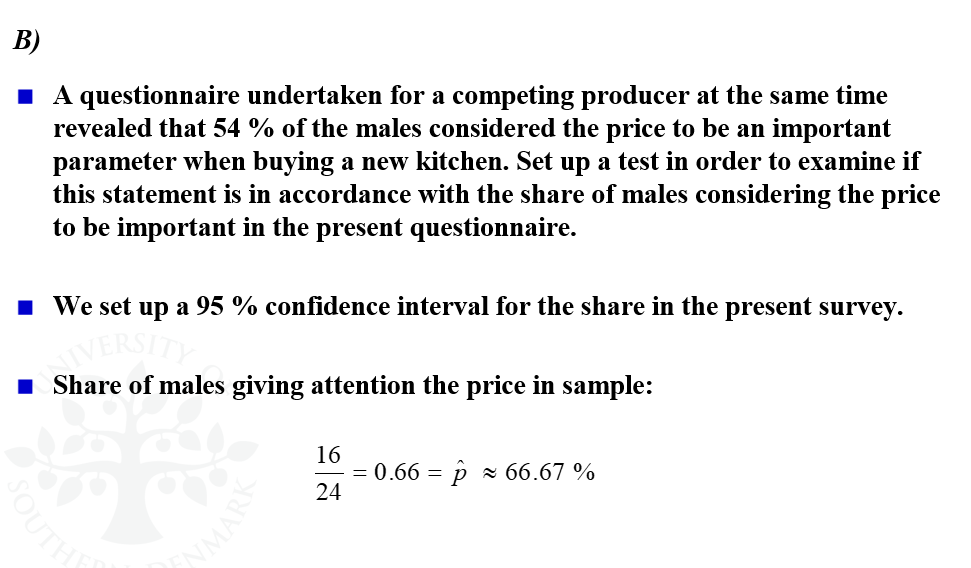 B)
A questionnaire undertaken for a competing producer at the same time
revealed that 54 % of the males considered the price to be an important
parameter when buying a new kitchen. Set up a test in order to examine if
this statement is in accordance with the share of males considering the price
to be important in the present questionnaire.
We set up a 95 % confidence interval for the share in the present survey.
Share of males giving attention the price in sample:
16/24 = 0.66 = p̂ ≈ 66.67 %
UNIVERSITY O
SOUTHERN DENMARK